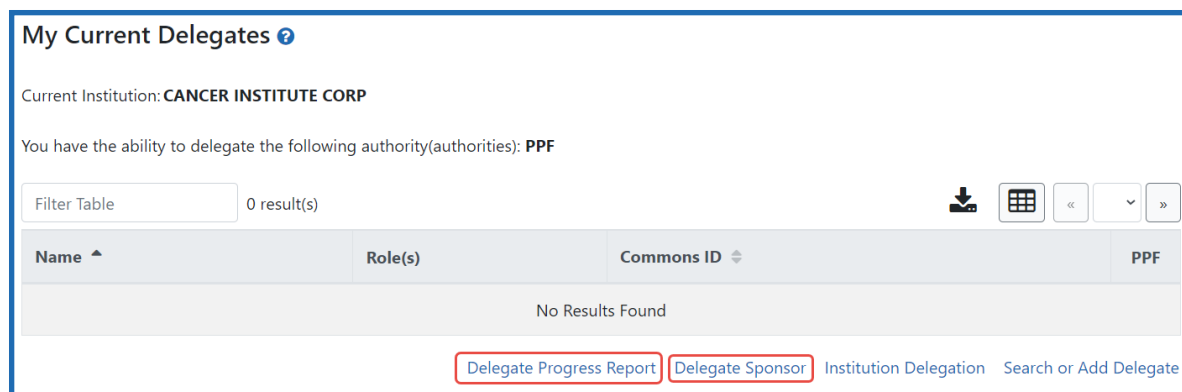 My Current Delegates ?
Current Institution: CANCER INSTITUTE CORP
You have the ability to delegate the following authority(authorities): PPF
Filter Table 0 result(s) « »
Name Role(s) Commons ID PPF
No Results Found
Delegate Progress Report Delegate Sponsor Institution Delegation Search or Add Delegate